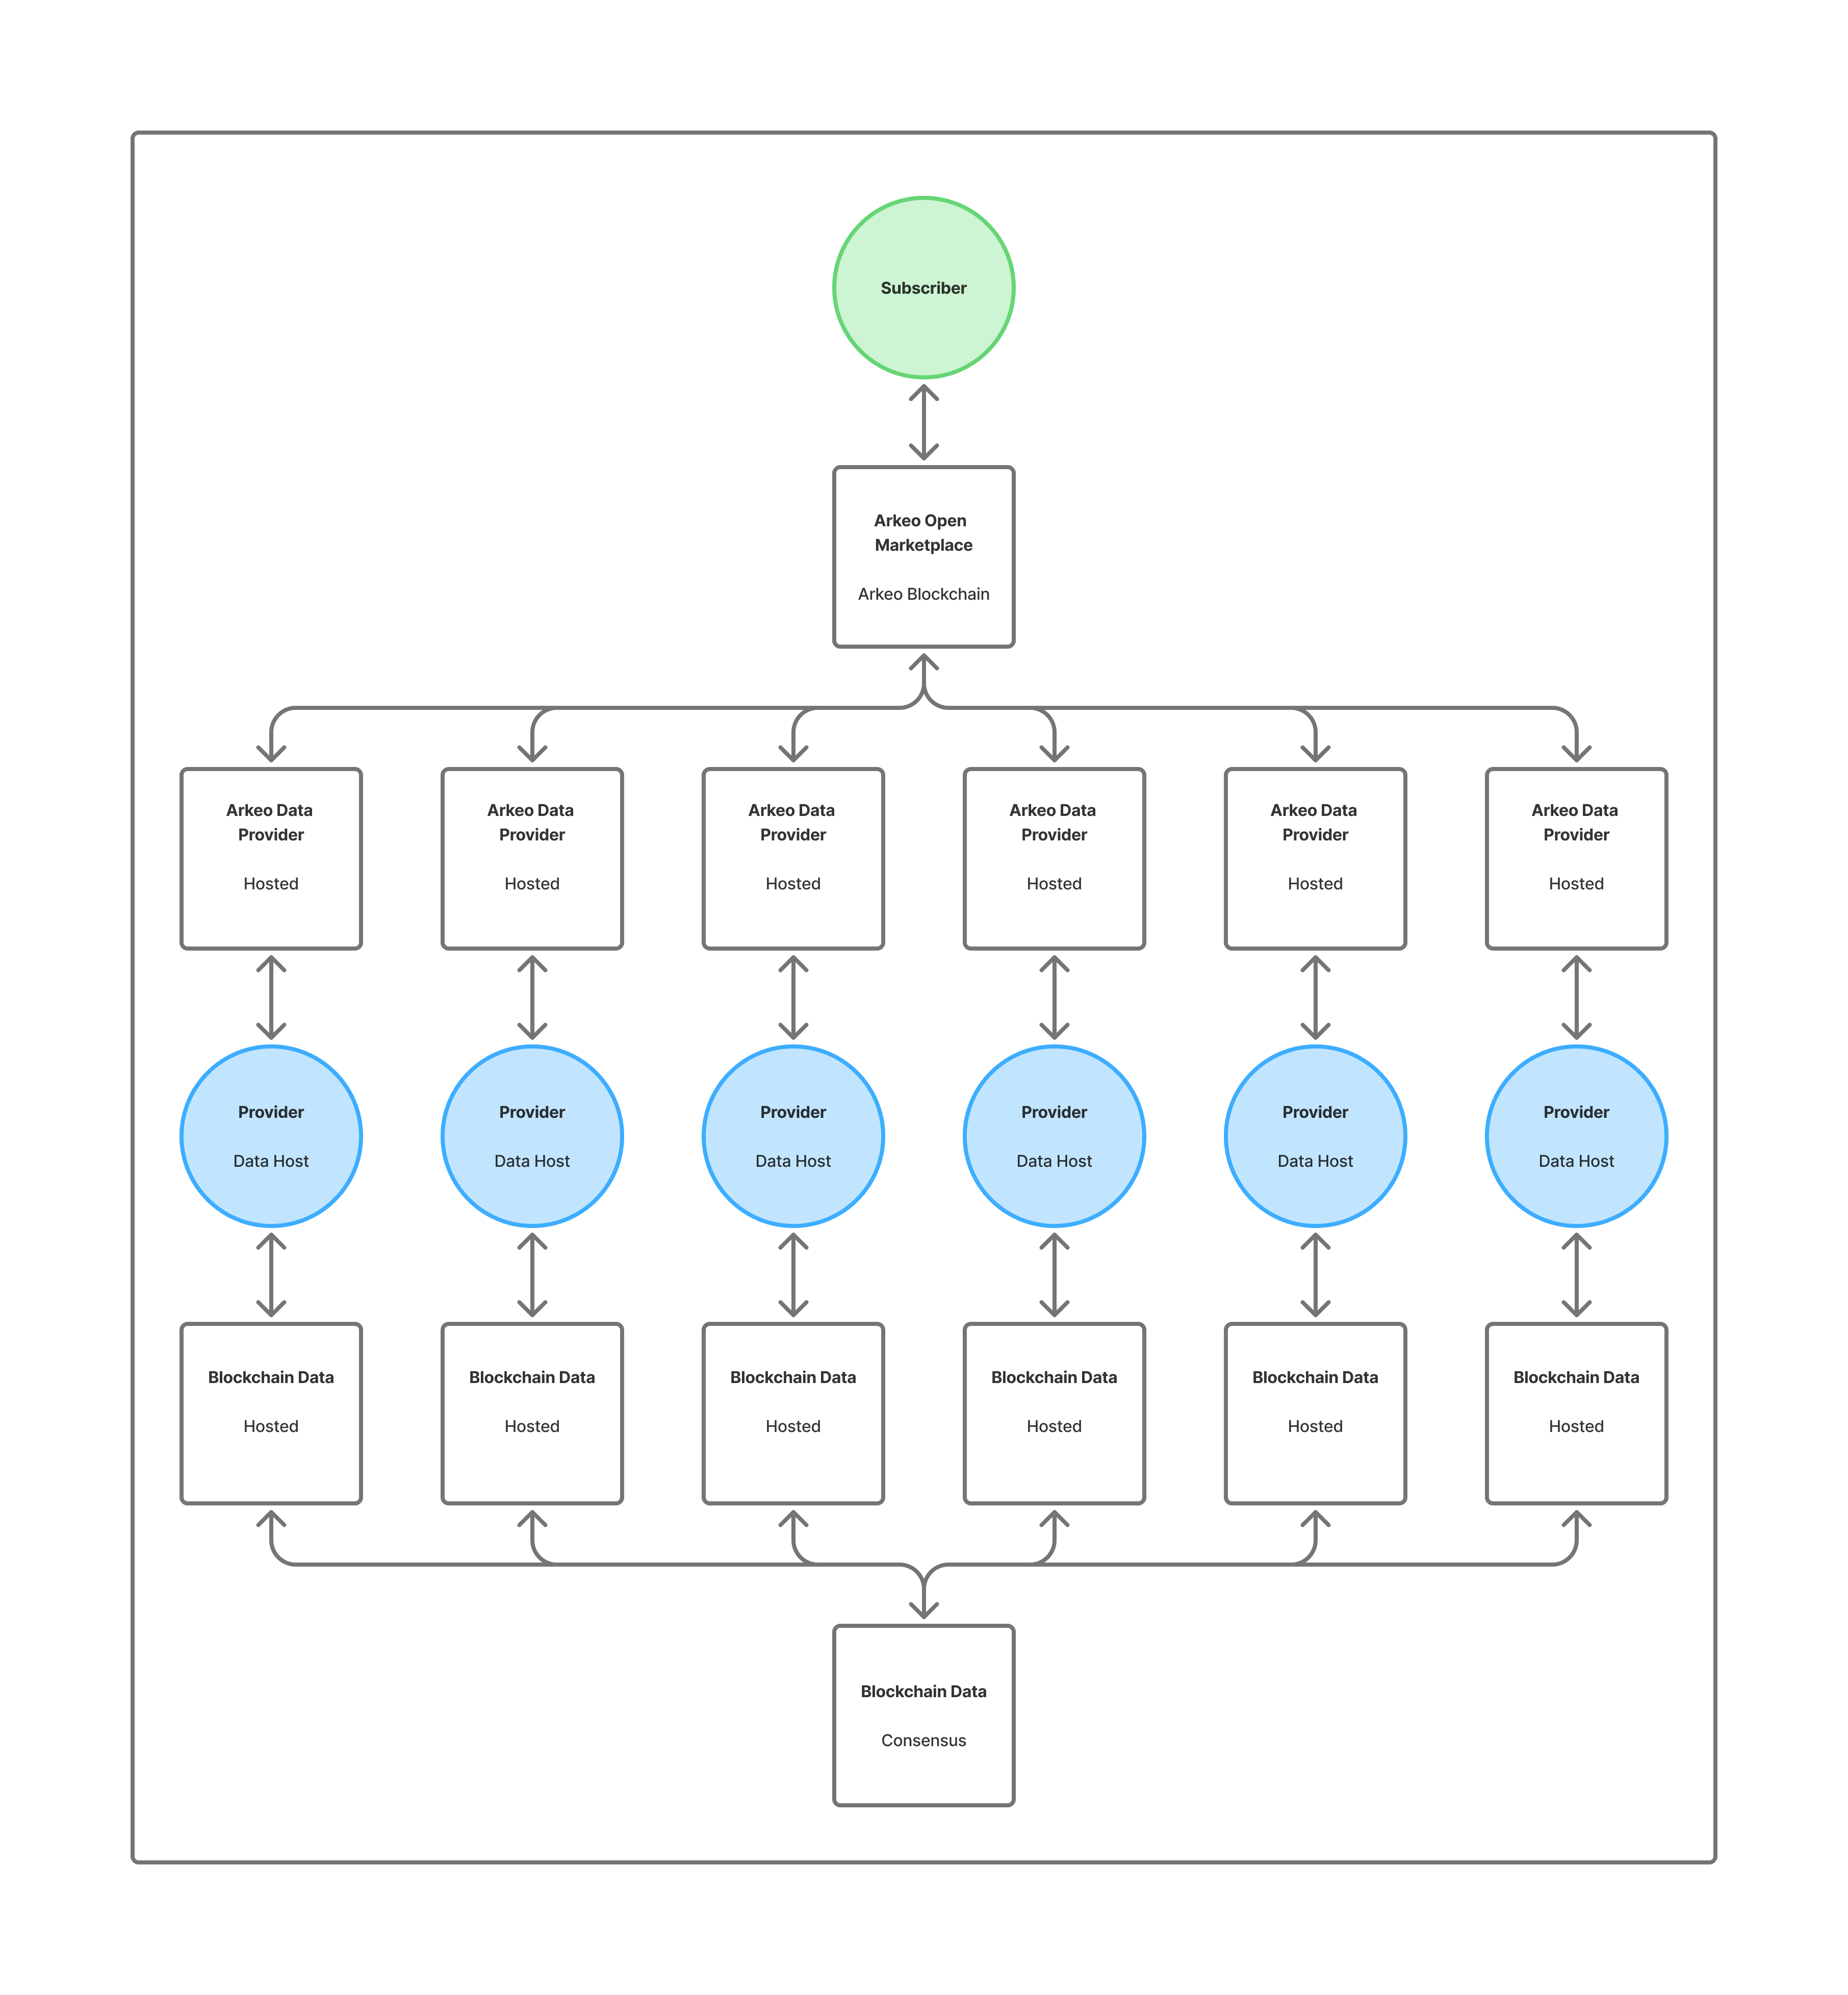 Subscriber
Arkeo Open
Marketplace
Arkeo Blockchain
Arkeo Data
Provider
Hosted
Arkeo Data
Provider
Hosted
Arkeo Data
Provider
Hosted
Arkeo Data
Provider
Hosted
Arkeo Data
Provider
Hosted
Arkeo Data
Provider
Hosted
Provider
Data Host
Provider
Data Host
Provider
Data Host
Provider
Data Host
Provider
Data Host
Provider
Data Host
Blockchain Data
Hosted
Blockchain Data
Hosted
Blockchain Data
Hosted
Blockchain Data
Hosted
Blockchain Data
Hosted
Blockchain Data
Hosted
Blockchain Data
Consensus